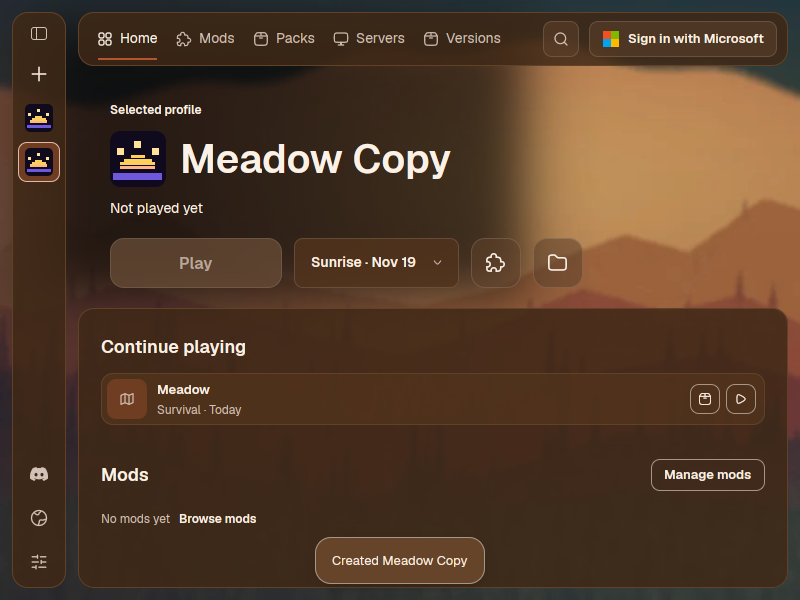 Home
Mods
Packs
Servers
Versions
Sign in with Microsoft
Selected profile
Meadow Copy
Not played yet
Play
Sunrise · Nov 19
Continue playing
Meadow
Survival · Today
Mods
Manage mods
No mods yet Browse mods
Created Meadow Copy